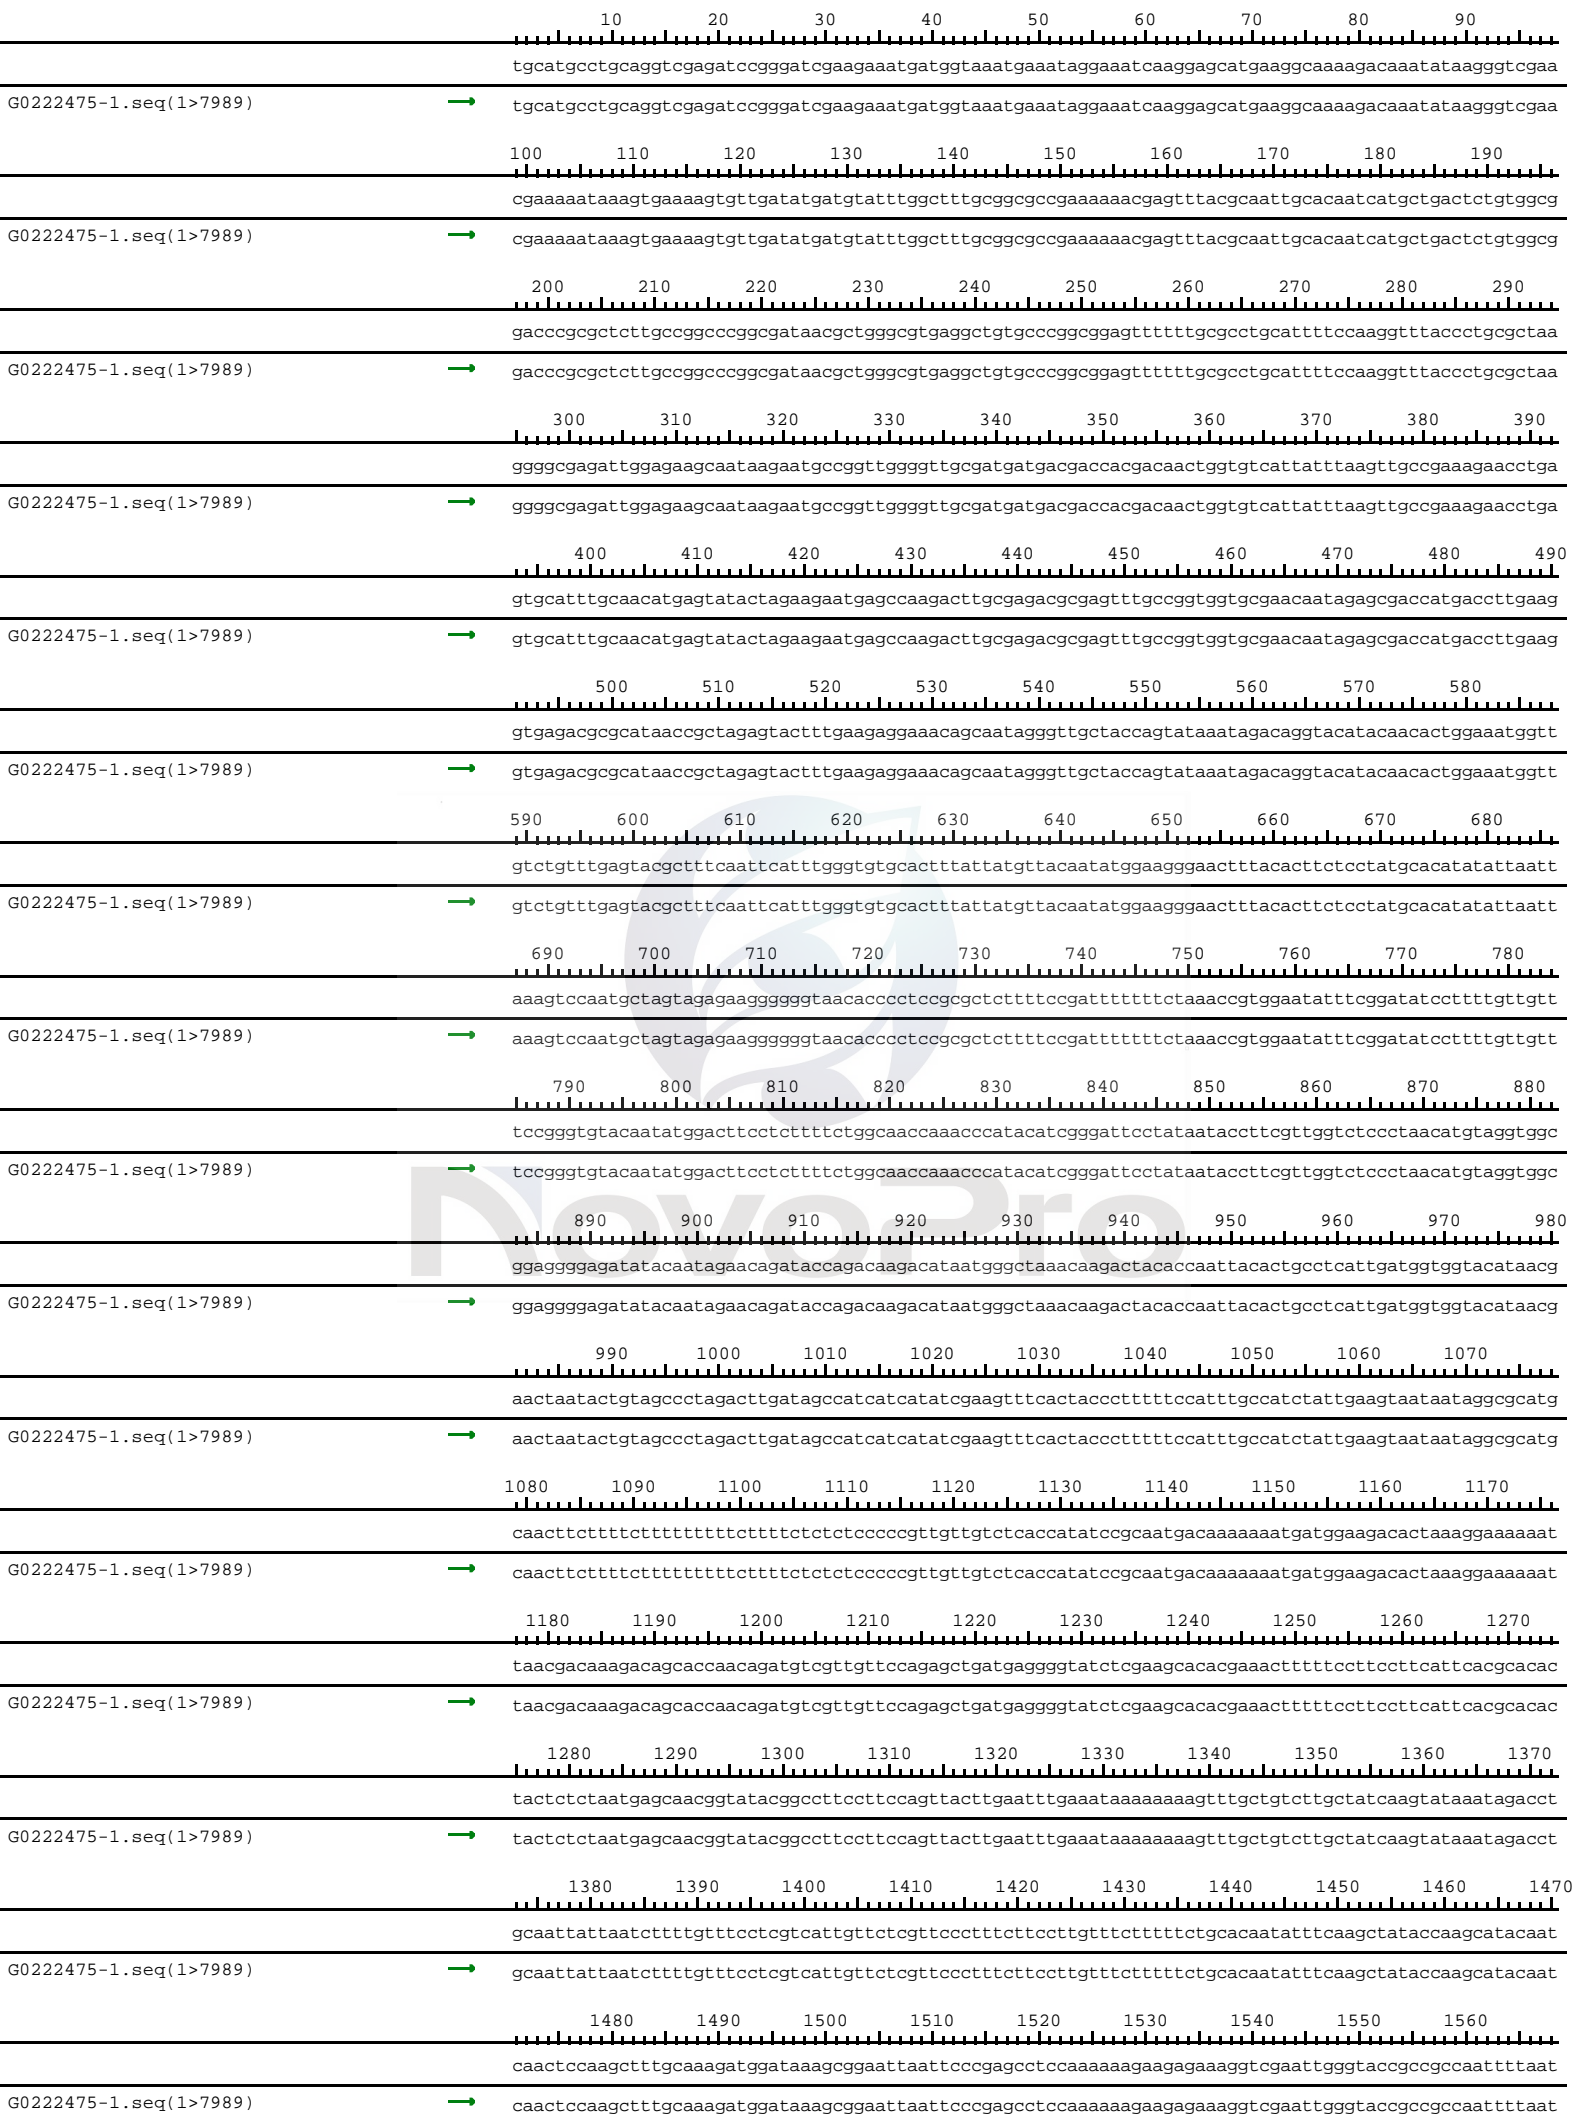 10 20 30 40 50 60 70 80 90
tgcatgcctgcaggtcgagatccgggatcgaagaaatgatggtaaatgaaataggaaatcaaggagcatgaaggcaaaagacaaatataagggtcgaa
G0222475-1.seq(1>7989) tgcatgcctgcaggtcgagatccgggatcgaagaaatgatggtaaatgaaataggaaatcaaggagcatgaaggcaaaagacaaatataagggtcgaa
100 110 120 130 140 150 160 170 180 190
cgaaaaataaagtgaaaagtgttgatatgatgtatttggctttgcggcgccgaaaaaacgagtttacgcaattgcacaatcatgctgactctgtggcg
G0222475-1.seq(1>7989) cgaaaaataaagtgaaaagtgttgatatgatgtatttggctttgcggcgccgaaaaaacgagtttacgcaattgcacaatcatgctgactctgtggcg
200 210 220 230 240 250 260 270 280 290
gacccgcgctcttgccggcccggcgataacgctgggcgtgaggctgtgcccggcggagttttttgcgcctgcattttccaaggtttaccctgcgctaa
G0222475-1.seq(1>7989) gacccgcgctcttgccggcccggcgataacgctgggcgtgaggctgtgcccggcggagttttttgcgcctgcattttccaaggtttaccctgcgctaa
300 310 320 330 340 350 360 370 380 390
ggggcgagattggagaagcaataagaatgccggttggggttgcgatgatgacgaccacgacaactggtgtcattatttaagttgccgaaagaacctga
G0222475-1.seq(1>7989) ggggcgagattggagaagcaataagaatgccggttggggttgcgatgatgacgaccacgacaactggtgtcattatttaagttgccgaaagaacctga
400 410 420 430 440 450 460 470 480 490
gtgcatttgcaacatgagtatactagaagaatgagccaagacttgcgagacgcgagtttgccggtggtgcgaacaatagagcgaccatgaccttgaag
G0222475-1.seq(1>7989) gtgcatttgcaacatgagtatactagaagaatgagccaagacttgcgagacgcgagtttgccggtggtgcgaacaatagagcgaccatgaccttgaag
500 510 520 530 540 550 560 570 580
gtgagacgcgcataaccgctagagtactttgaagaggaaacagcaatagggttgctaccagtataaatagacaggtacatacaacactggaaatggtt
G0222475-1.seq(1>7989) gtgagacgcgcataaccgctagagtactttgaagaggaaacagcaatagggttgctaccagtataaatagacaggtacatacaacactggaaatggtt
590 600 610 620 630 640 650 660 670 680
gtctgtttgagtacgctttcaattcatttgggtgtgcactttattatgttacaatatggaagggaactttacacttctcctatgcacatatattaatt
G0222475-1.seq(1>7989) gtctgtttgagtacgctttcaattcatttgggtgtgcactttattatgttacaatatggaagggaactttacacttctcctatgcacatatattaatt
690 700 710 720 730 740 750 760 770 780
aaagtccaatgctagtagagaaggggggtaacacccctccgcgctcttttccgatttttttctaaaccgtggaatatttcggatatccttttgttgtt
G0222475-1.seq(1>7989) aaagtccaatgctagtagagaaggggggtaacacccctccgcgctcttttccgatttttttctaaaccgtggaatatttcggatatccttttgttgtt
790 800 810 820 830 840 850 860 870 880
tccgggtgtacaatatggacttcctcttttctggcaaccaaacccatacatcgggattcctataataccttcgttggtctccctaacatgtaggtggc
G0222475-1.seq(1>7989) tccgggtgtacaatatggacttcctcttttctggcaaccaaacccatacatcgggattcctataataccttcgttggtctccctaacatgtaggtggc
NovoPro
890 900 910 920 930 940 950 960 970 980
ggaggggagatatacaatagaacagataccagacaagacataatgggctaaacaagactacaccaattacactgcctcattgatggtggtacataacg
G0222475-1.seq(1>7989) ggaggggagatatacaatagaacagataccagacaagacataatgggctaaacaagactacaccaattacactgcctcattgatggtggtacataacg
990 1000 1010 1020 1030 1040 1050 1060 1070
aactaatactgtagccctagacttgatagccatcatcatatcgaagtttcactaccctttttccatttgccatctattgaagtaataataggcgcatg
G0222475-1.seq(1>7989) aactaatactgtagccctagacttgatagccatcatcatatcgaagtttcactaccctttttccatttgccatctattgaagtaataataggcgcatg
1080 1090 1100 1110 1120 1130 1140 1150 1160 1170
caacttcttttctttttttttcttttctctctcccccgttgttgtctcaccatatccgcaatgacaaaaaaatgatggaagacactaaaggaaaaaat
G0222475-1.seq(1>7989) caacttcttttctttttttttcttttctctctcccccgttgttgtctcaccatatccgcaatgacaaaaaaatgatggaagacactaaaggaaaaaat
1180 1190 1200 1210 1220 1230 1240 1250 1260 1270
taacgacaaagacagcaccaacagatgtcgttgttccagagctgatgaggggtatctcgaagcacacgaaactttttccttccttcattcacgcacac
G0222475-1.seq(1>7989) taacgacaaagacagcaccaacagatgtcgttgttccagagctgatgaggggtatctcgaagcacacgaaactttttccttccttcattcacgcacac
1280 1290 1300 1310 1320 1330 1340 1350 1360 1370
tactctctaatgagcaacggtatacggccttccttccagttacttgaatttgaaataaaaaaaagtttgctgtcttgctatcaagtataaatagacct
G0222475-1.seq(1>7989) tactctctaatgagcaacggtatacggccttccttccagttacttgaatttgaaataaaaaaaagtttgctgtcttgctatcaagtataaatagacct
1380 1390 1400 1410 1420 1430 1440 1450 1460 1470
gcaattattaatcttttgtttcctcgtcattgttctcgttccctttcttccttgtttctttttctgcacaatatttcaagctataccaagcatacaat
G0222475-1.seq(1>7989) gcaattattaatcttttgtttcctcgtcattgttctcgttccctttcttccttgtttctttttctgcacaatatttcaagctataccaagcatacaat
1480 1490 1500 1510 1520 1530 1540 1550 1560
caactccaagctttgcaaagatggataaagcggaattaattcccgagcctccaaaaaagaagagaaaggtcgaattgggtaccgccgccaattttaat
G0222475-1.seq(1>7989) caactccaagctttgcaaagatggataaagcggaattaattcccgagcctccaaaaaagaagagaaaggtcgaattgggtaccgccgccaattttaat